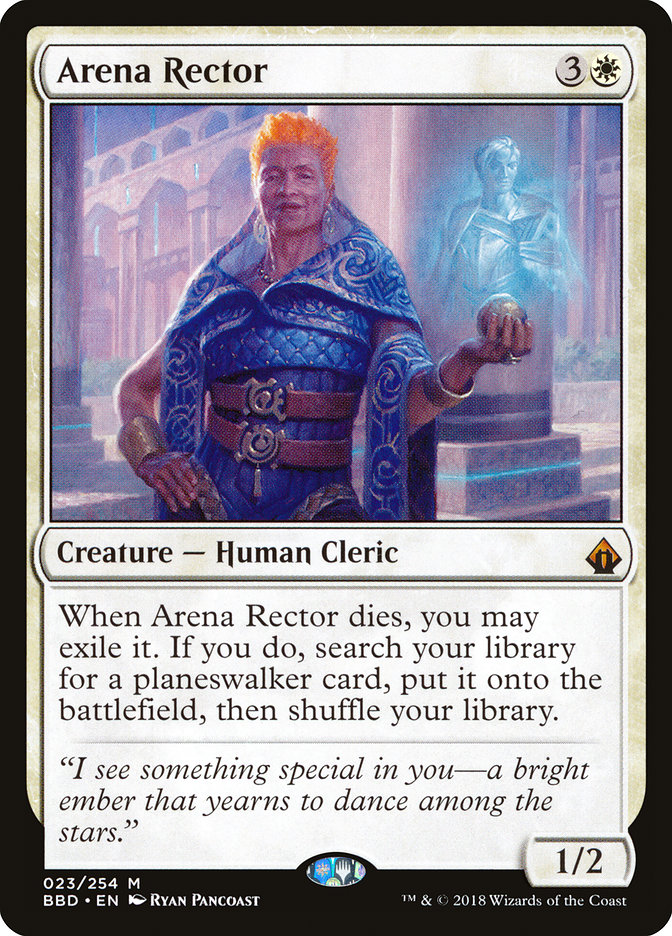 Arena Rector 3
Creature — Human Cleric
When Arena Rector dies, you may
exile it. If you do, search your library
for a planeswalker card, put it onto the
battlefield, then shuffle your library.
“I see something special in you—a bright
ember that yearns to dance among the
stars.”
1/2
023/254 M
BBD • EN Ryan Pancoast
™ & © 2018 Wizards of the Coast